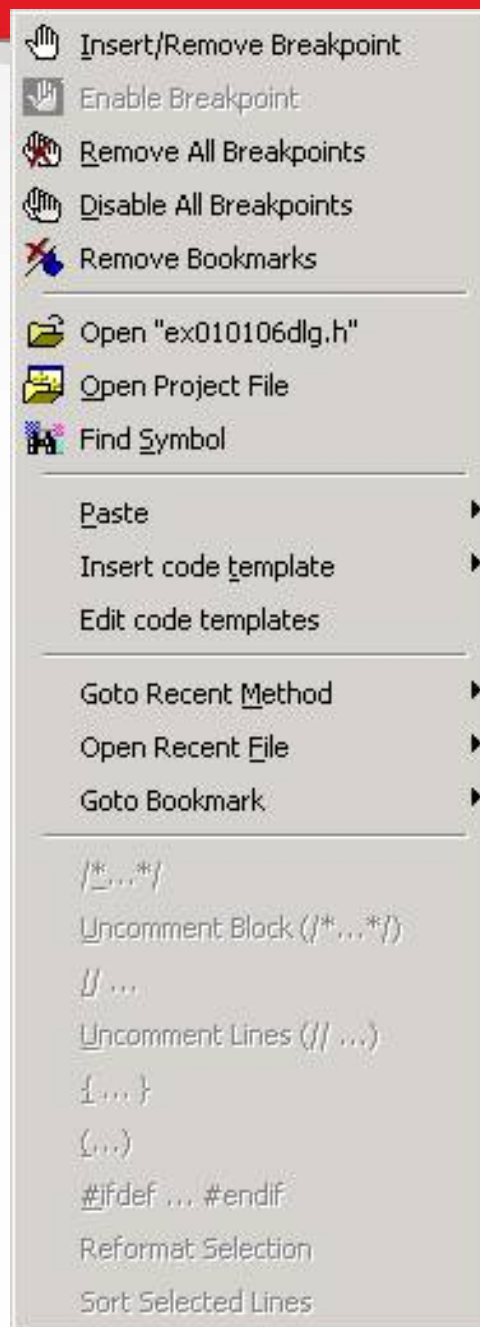 Insert/Remove Breakpoint
Enable Breakpoint
Remove All Breakpoints
Disable All Breakpoints
Remove Bookmarks
Open "ex010106dlg.h"
Open Project File
Find Symbol
Paste
Insert code template
Edit code templates
Goto Recent Method
Open Recent File
Goto Bookmark
/*...*/
Uncomment Block (/*...*/)
// ...
Uncomment Lines (// ...)
{ ... }
(...)
#ifdef ... #endif
Reformat Selection
Sort Selected Lines